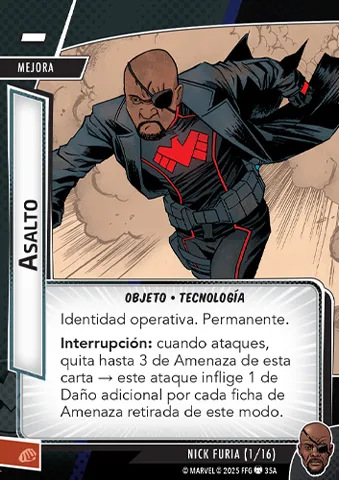 MEJORA
ASALTO
OBJETO • TECNOLOGÍA
Identidad operativa. Permanente.
Interrupción: cuando ataques,
quita hasta 3 de Amenaza de esta
carta → este ataque inflige 1 de
Daño adicional por cada ficha de
Amenaza retirada de este modo.
NICK FURIA (1/16)
© MARVEL © 2025 FFG 35A